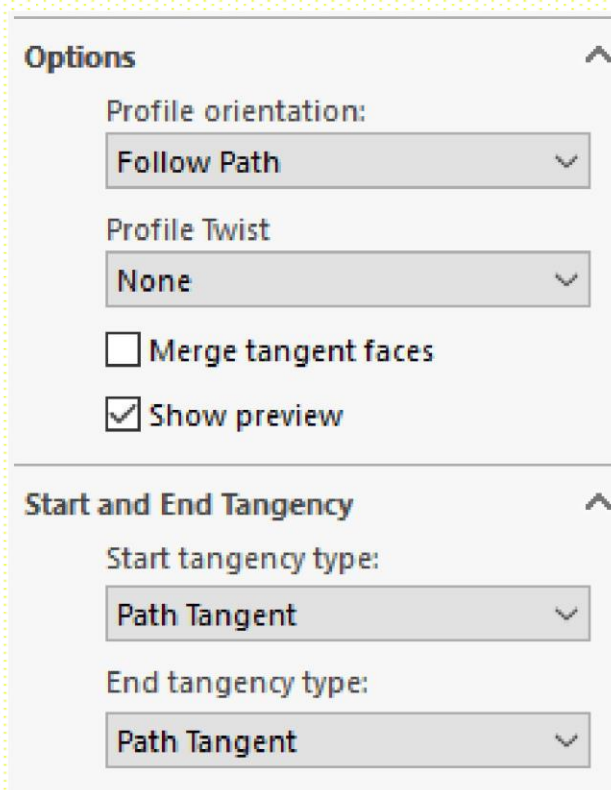 Options
Profile orientation:
Follow Path
Profile Twist
None
Merge tangent faces
Show preview
Start and End Tangency
Start tangency type:
Path Tangent
End tangency type:
Path Tangent